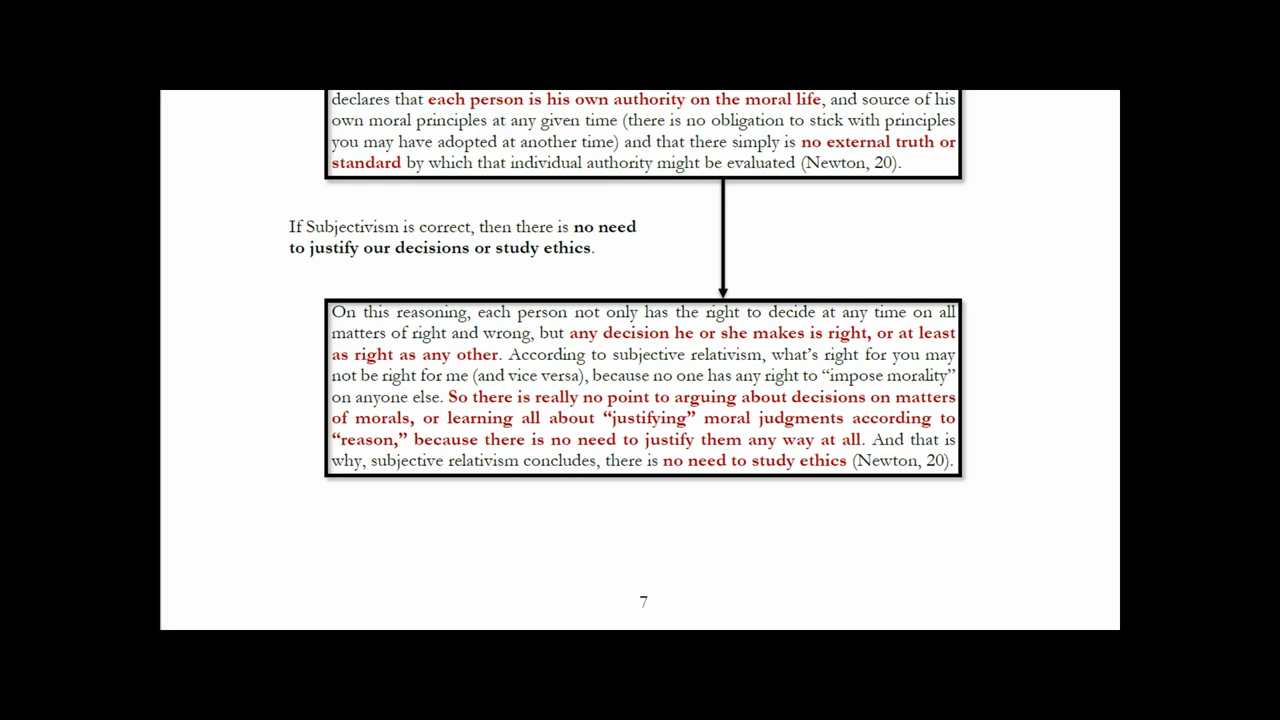 declares that each person is his own authority on the moral life, and source of his
own moral principles at any given time (there is no obligation to stick with principles
you may have adopted at another time) and that there simply is no external truth or
standard by which that individual authority might be evaluated (Newton, 20).
If Subjectivism is correct, then there is no need
to justify our decisions or study ethics.
On this reasoning, each person not only has the right to decide at any time on all
matters of right and wrong, but any decision he or she makes is right, or at least
as right as any other. According to subjective relativism, what’s right for you may
not be right for me (and vice versa), because no one has any right to “impose morality”
on anyone else. So there is really no point to arguing about decisions on matters
of morals, or learning all about “justifying” moral judgments according to
“reason,” because there is no need to justify them any way at all. And that is
why, subjective relativism concludes, there is no need to study ethics (Newton, 20).
7